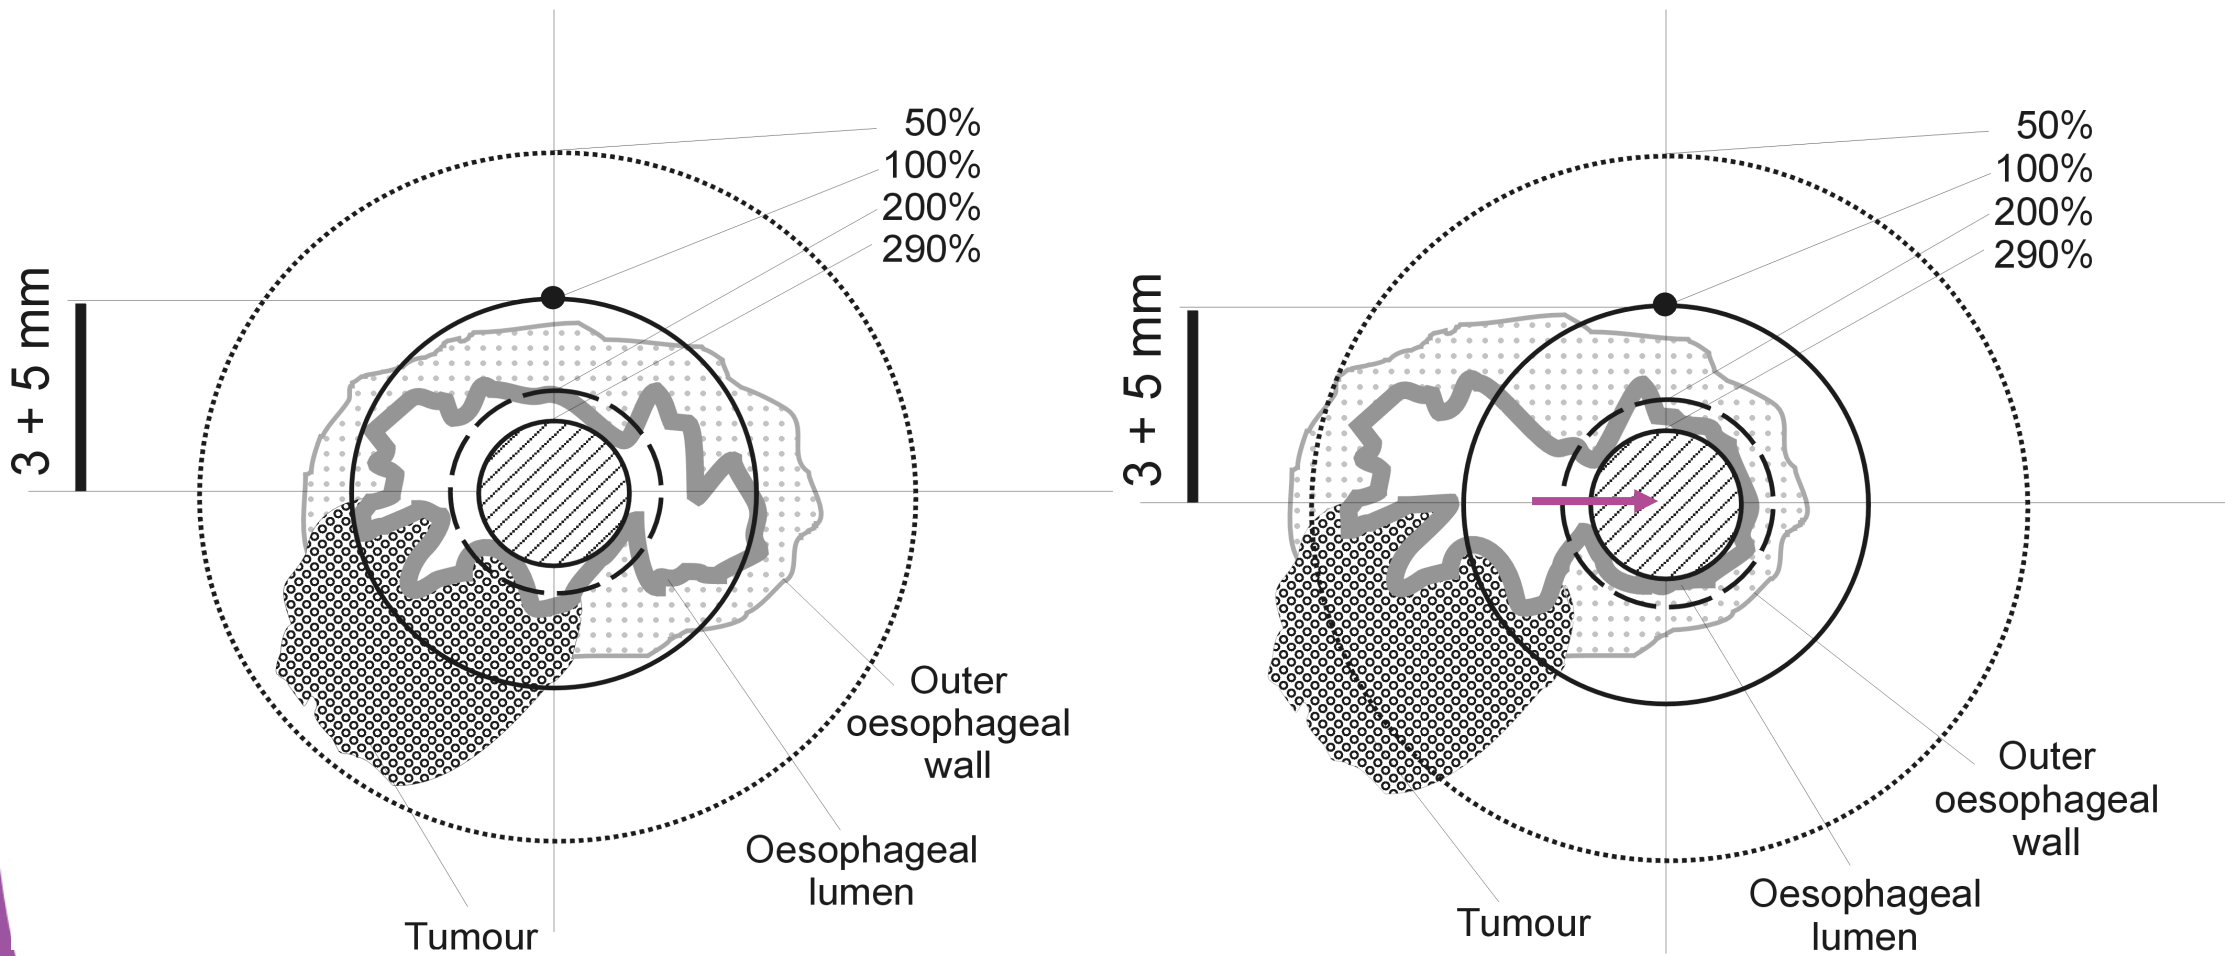 50%
100%
200%
290%
3 + 5 mm
Outer
oesophageal
wall
Oesophageal
lumen
Tumour
50%
100%
200%
290%
3 + 5 mm
Outer
oesophageal
wall
Oesophageal
lumen
Tumour